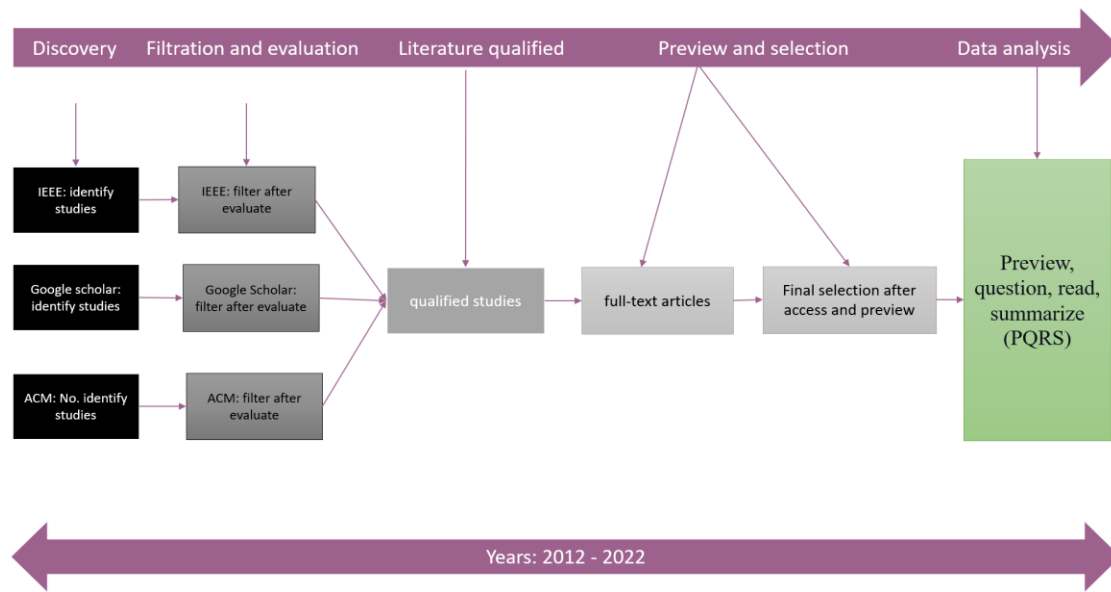 Discovery
Filtration and evaluation
Literature qualified
Preview and selection
Data analysis
IEEE: identify
studies
IEEE: filter after
evaluate
Google scholar:
identify studies
Google Scholar:
filter after evaluate
qualified studies
full-text articles
Final selection after
access and preview
Preview,
question, read,
summarize
(PQRS)
ACM: No. identify
studies
ACM: filter after
evaluate
Years: 2012 - 2022